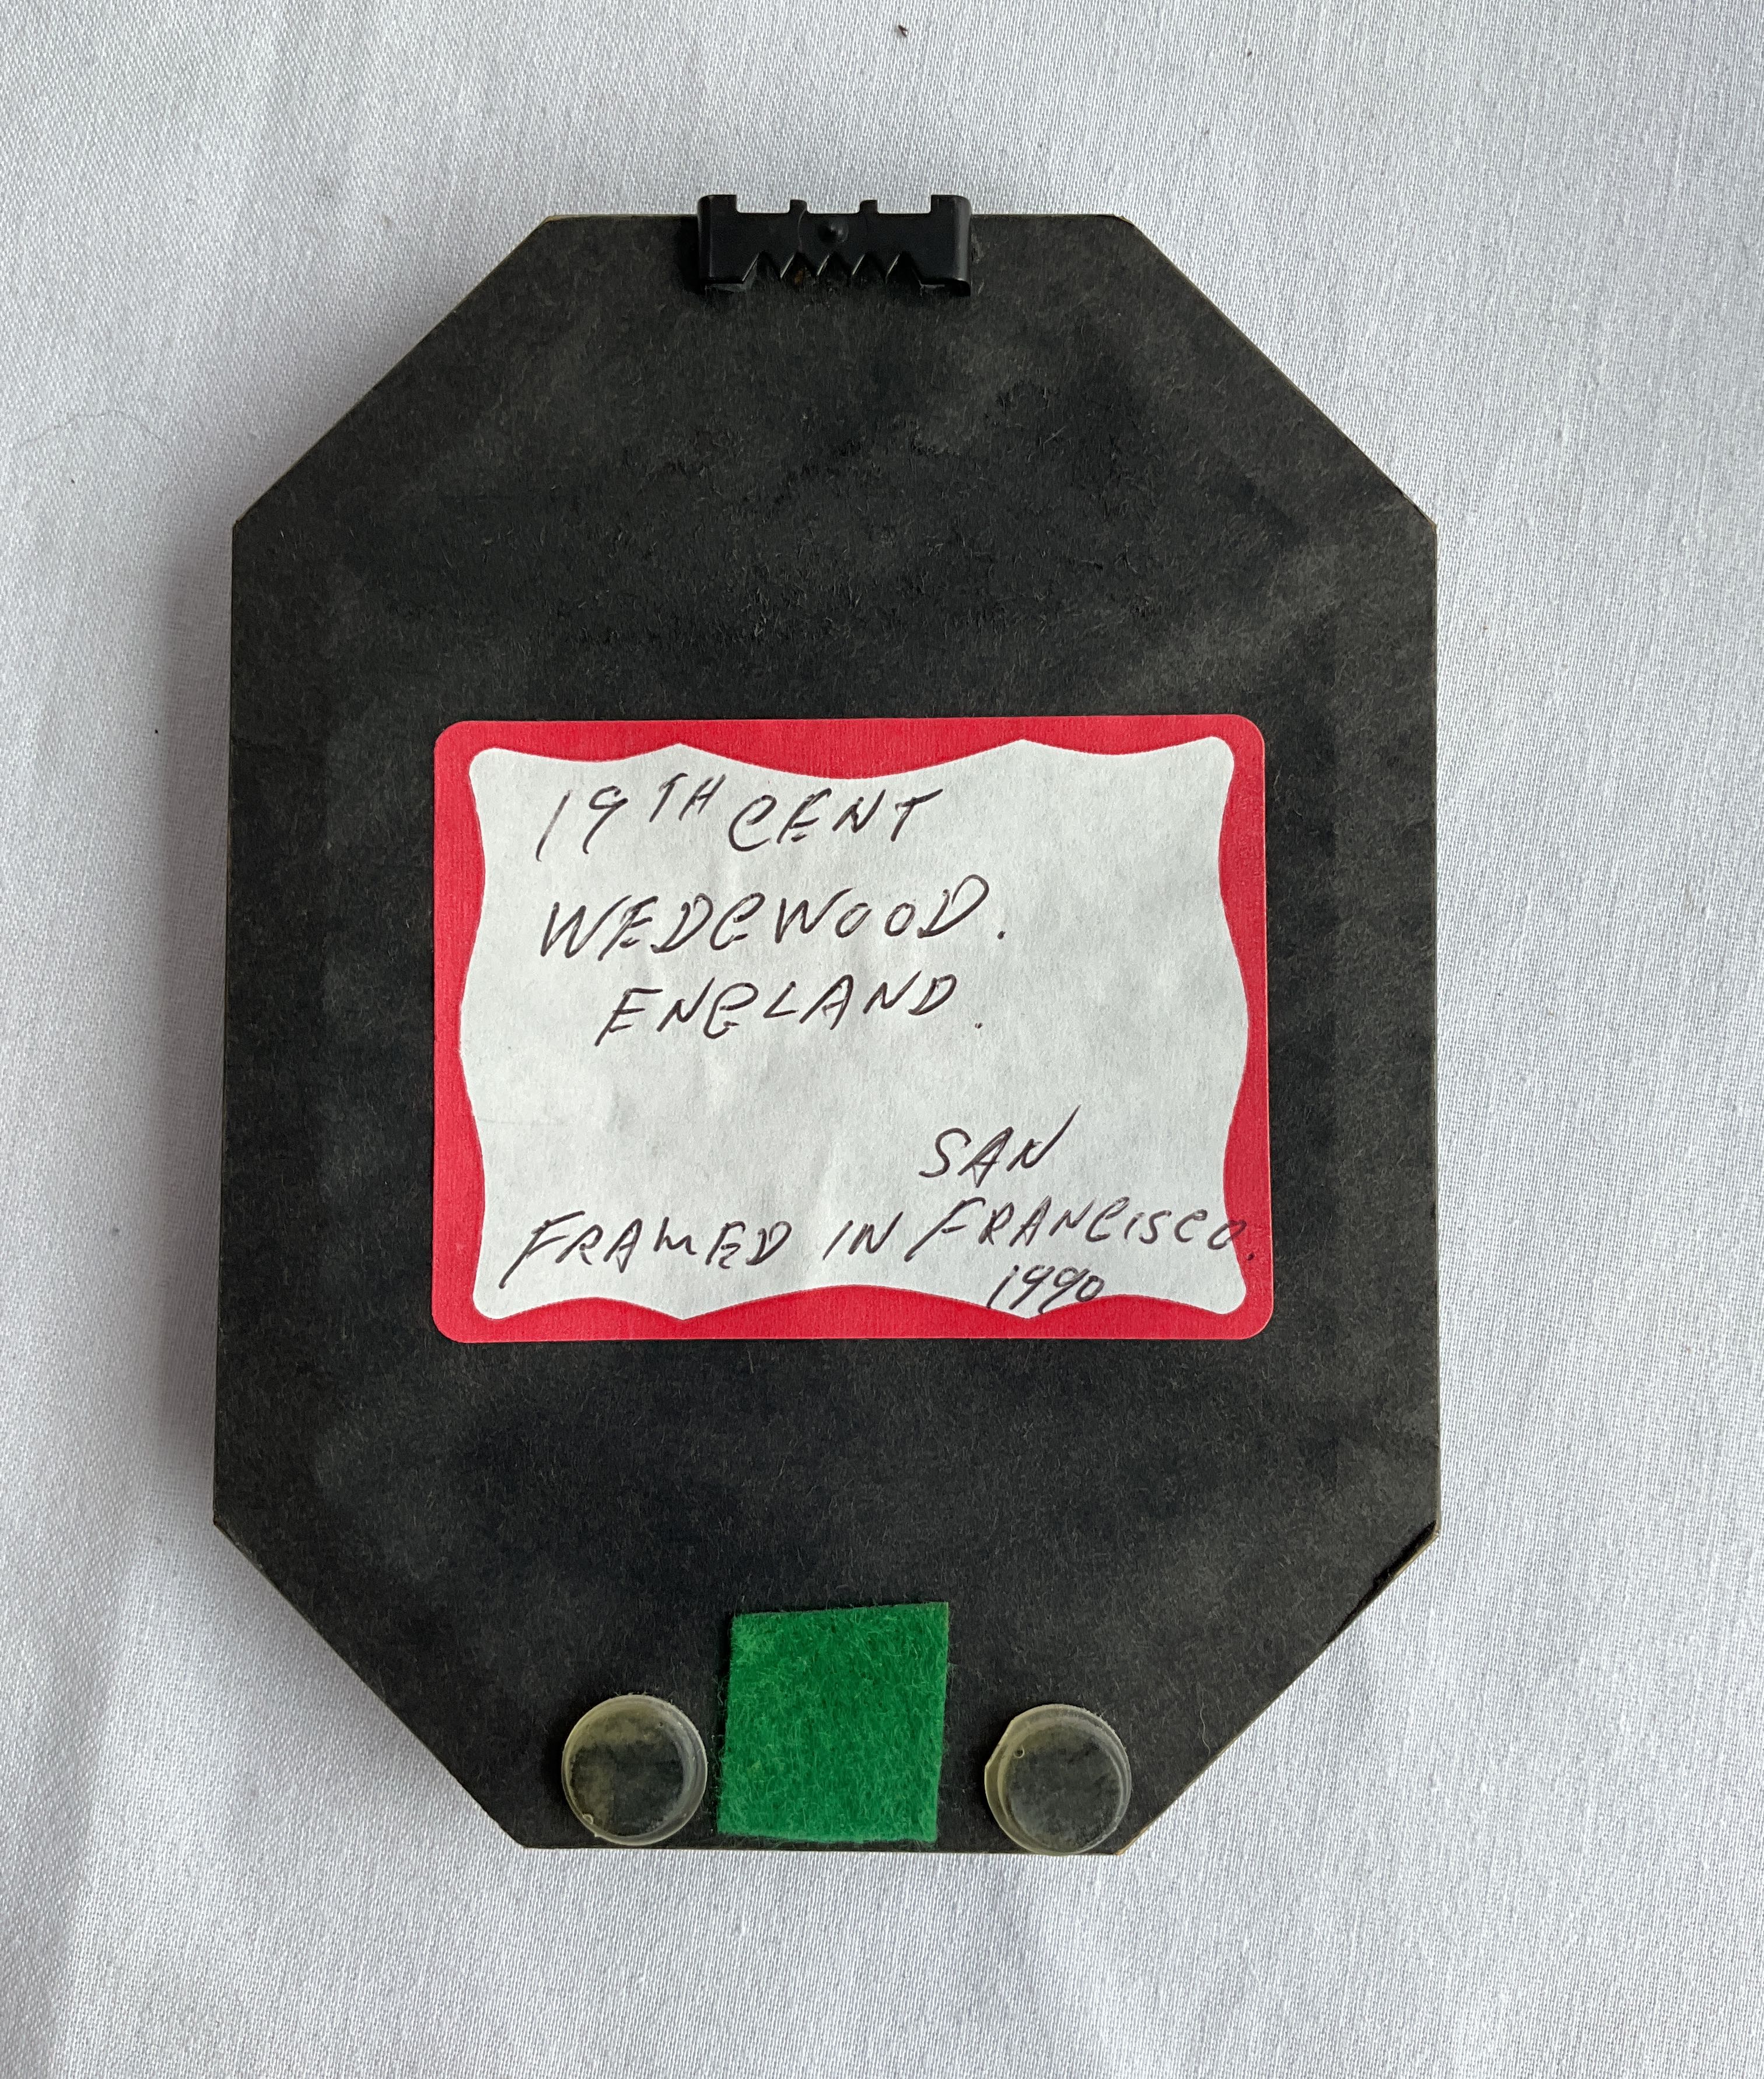 19TH CENT
WEDGWOOD.
ENGLAND.
SAN
FRAMED IN FRANCISCO.
1990